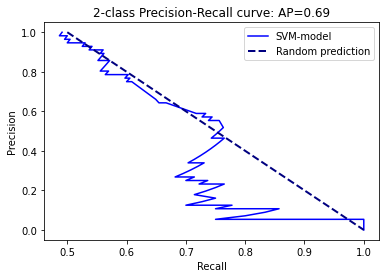 2-class Precision-Recall curve: AP=0.69
SVM-model
Random prediction
Precision
1.0
0.8
0.6
0.4
0.2
0.0
0.5 0.6 0.7 0.8 0.9 1.0
Recall